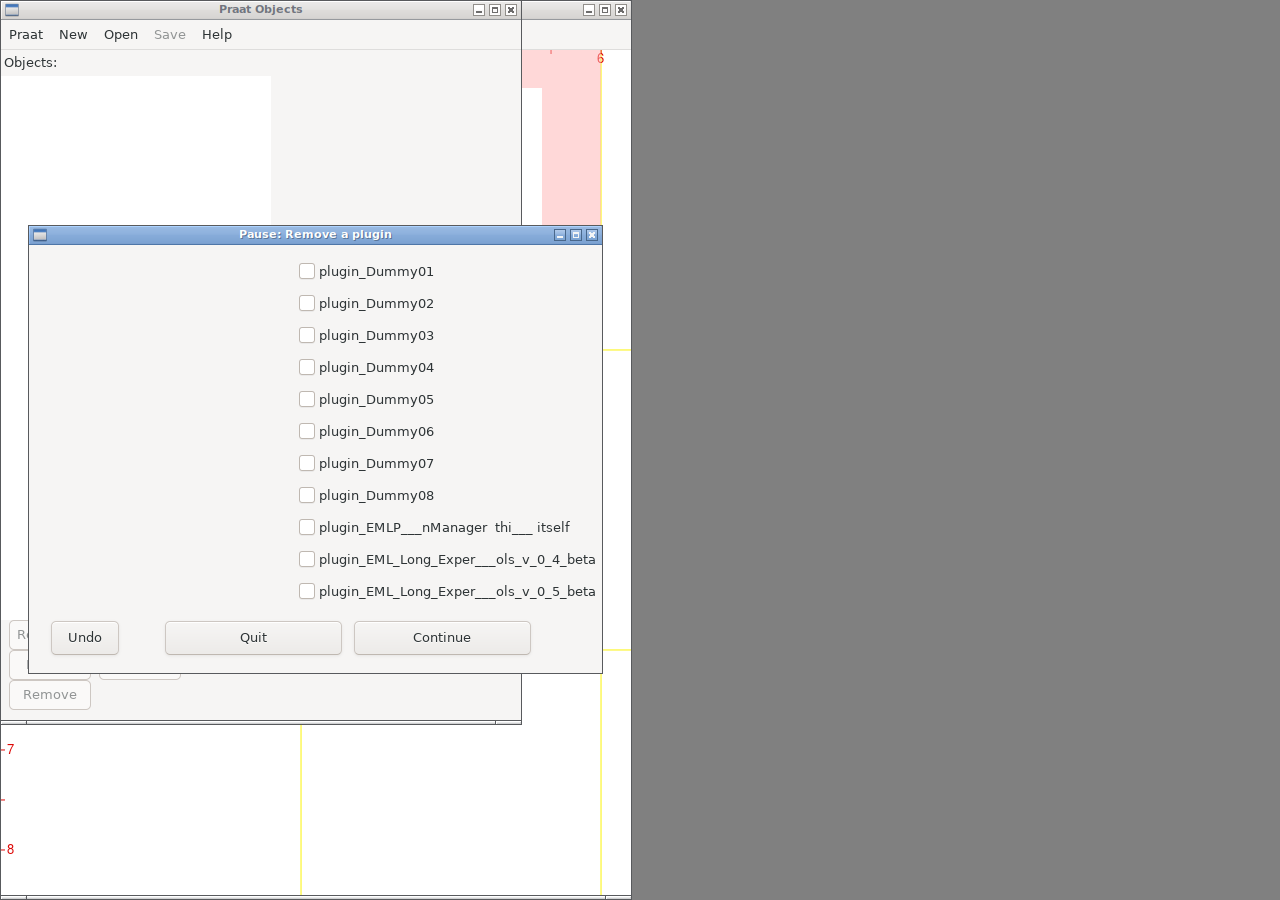 Praat Objects
Praat New Open Save Help
Objects:
6
Pause: Remove a plugin
plugin_Dummy01
plugin_Dummy02
plugin_Dummy03
plugin_Dummy04
plugin_Dummy05
plugin_Dummy06
plugin_Dummy07
plugin_Dummy08
plugin_EMLP___nManager thi___ itself
plugin_EML_Long_Exper___ols_v_0_4_beta
plugin_EML_Long_Exper___ols_v_0_5_beta
Undo Quit Continue
Remove
7
8